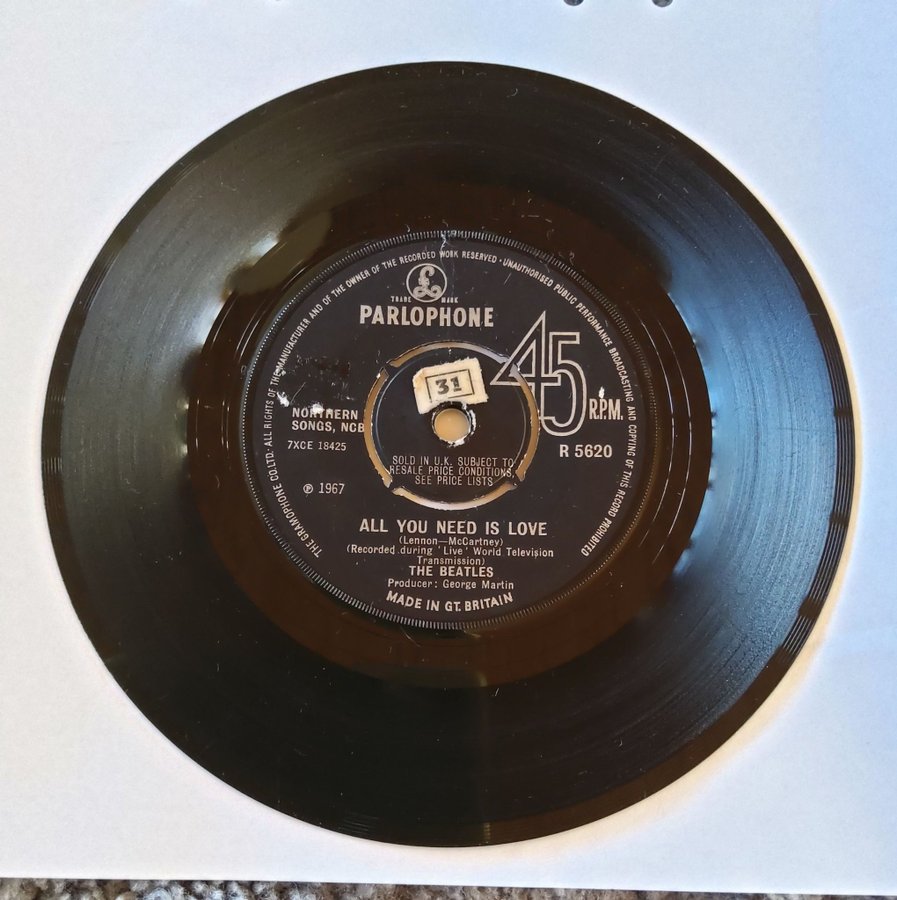 THE GRAMOPHONE CO. LTD. ALL RIGHTS OF THE MANUFACTURER AND OF THE OWNER OF THE RECORDED WORK RESERVED · UNAUTHORISED PUBLIC PERFORMANCE BROADCASTING AND COPYING OF THIS RECORD PROHIBITED
£
TRADE MARK
PARLOPHONE
45
R.P.M.
31
NORTHERN
SONGS, NCB
7XCE 18425
R 5620
SOLD IN U.K. SUBJECT TO
RESALE PRICE CONDITIONS,
SEE PRICE LISTS
℗ 1967
ALL YOU NEED IS LOVE
(Lennon—McCartney)
(Recorded during 'Live' World Television
Transmission)
THE BEATLES
Producer: George Martin
MADE IN GT. BRITAIN